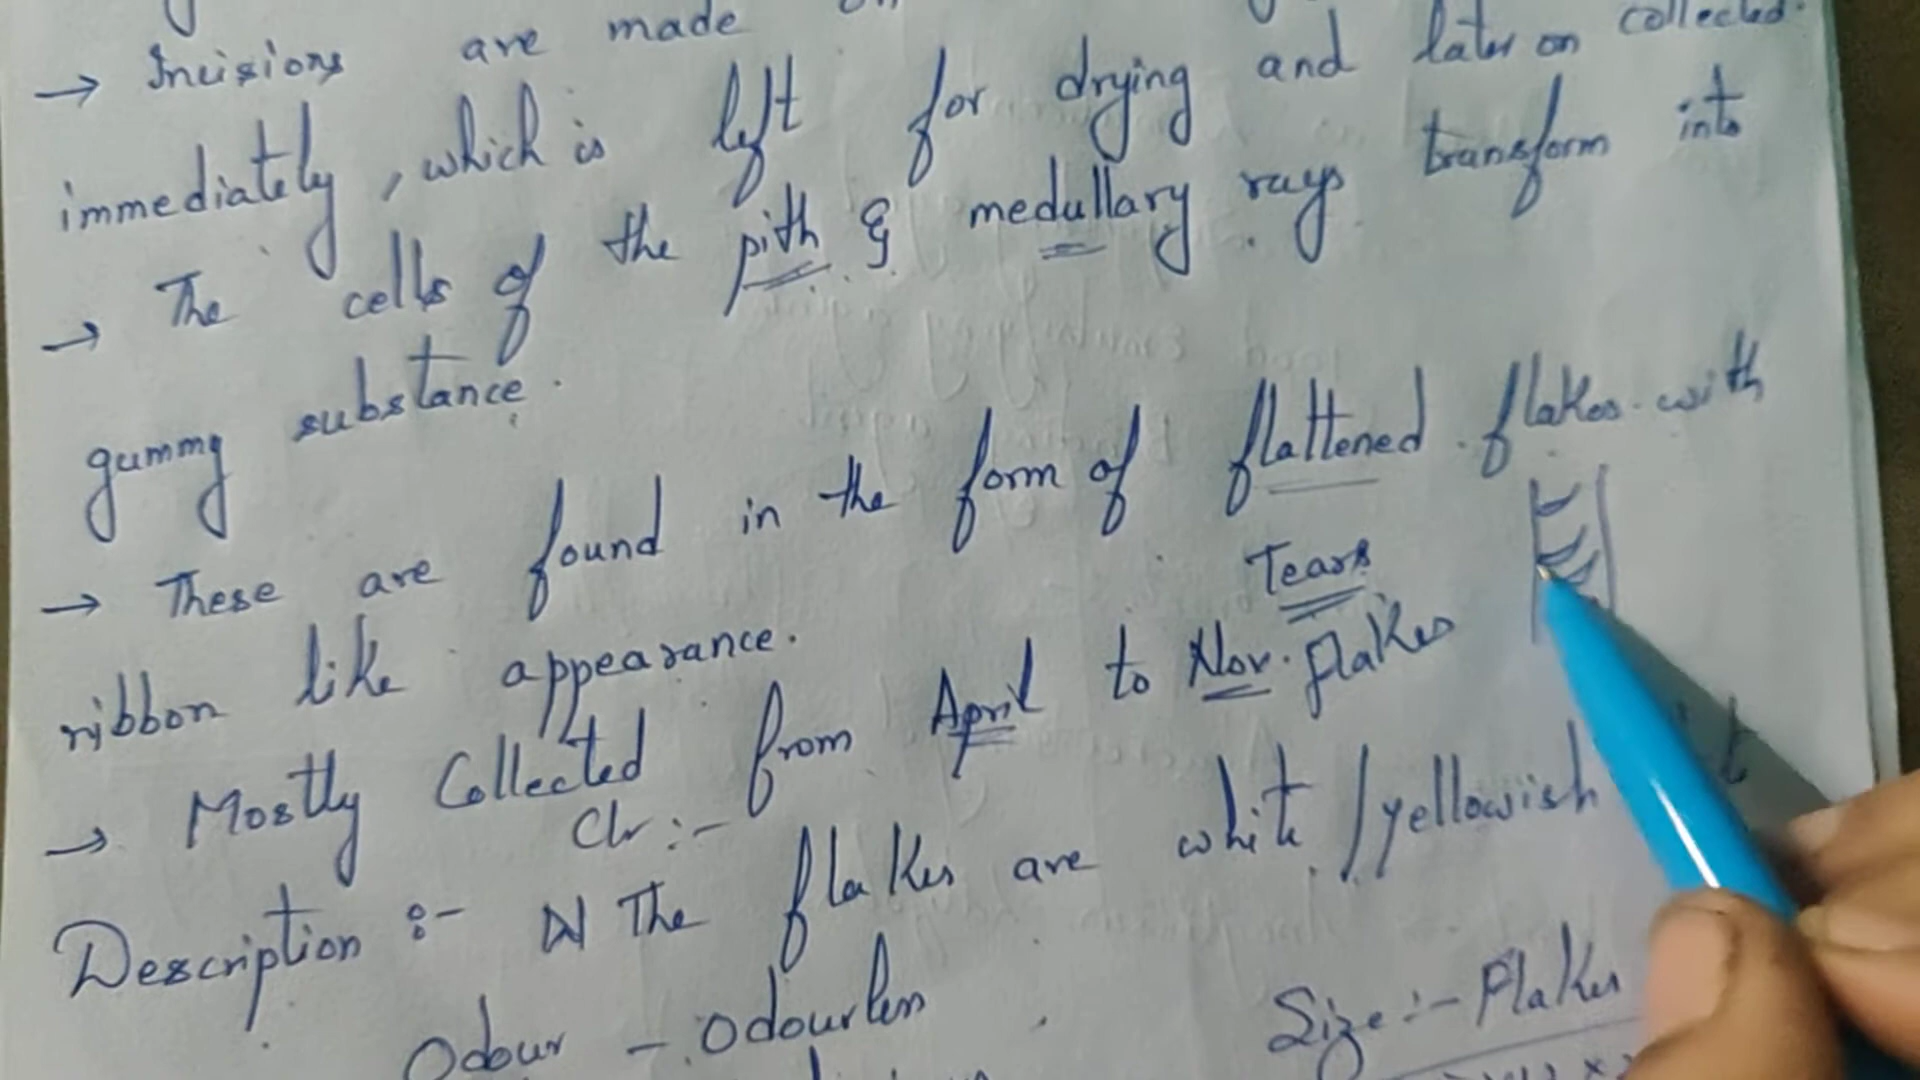 → Incisions are made
immediately, which is left for drying and later on collected.
→ The cells of the pith & medullary rays transform into
gummy substance.
→ These are found in the form of flattened flakes with
ribbon like appearance.
Tears
→ Mostly Collected from April to Nov. flakes
Clr :-
Description :- The flakes are white / yellowish
Odour - Odourless
Size :- Flakes